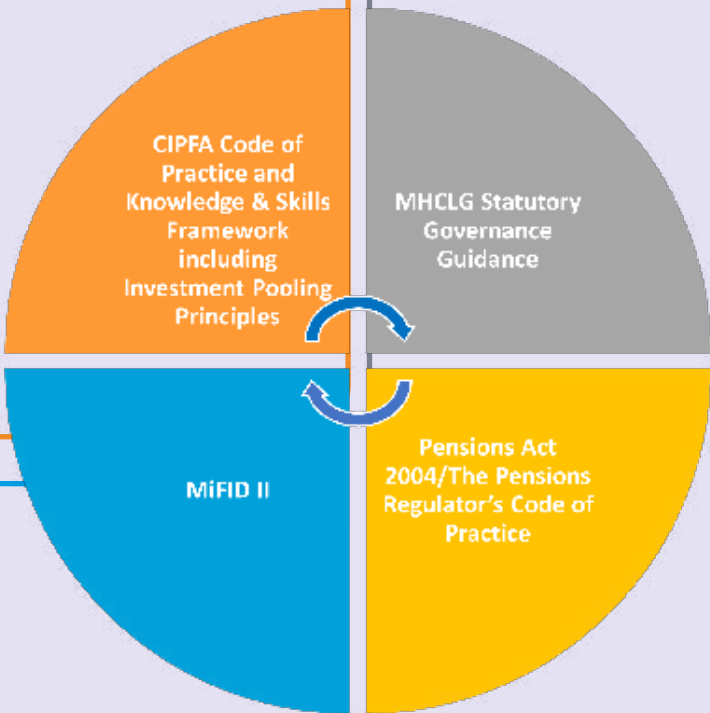 CIPFA Code of
Practice and
Knowledge & Skills
Framework
including
Investment Pooling
Principles
MHCLG Statutory
Governance
Guidance
MiFID II
Pensions Act
2004/The Pensions
Regulator's Code of
Practice